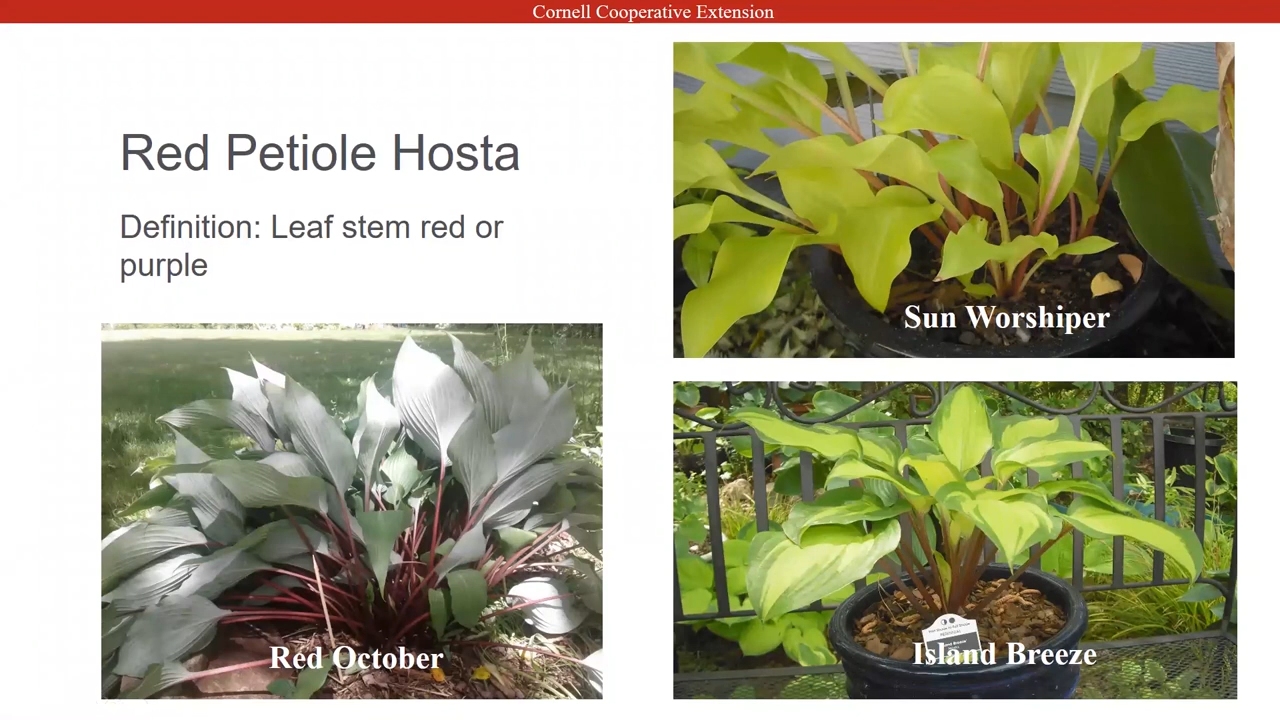 Cornell Cooperative Extension
Red Petiole Hosta
Definition: Leaf stem red or
purple
Sun Worshiper
Red October
Island Breeze